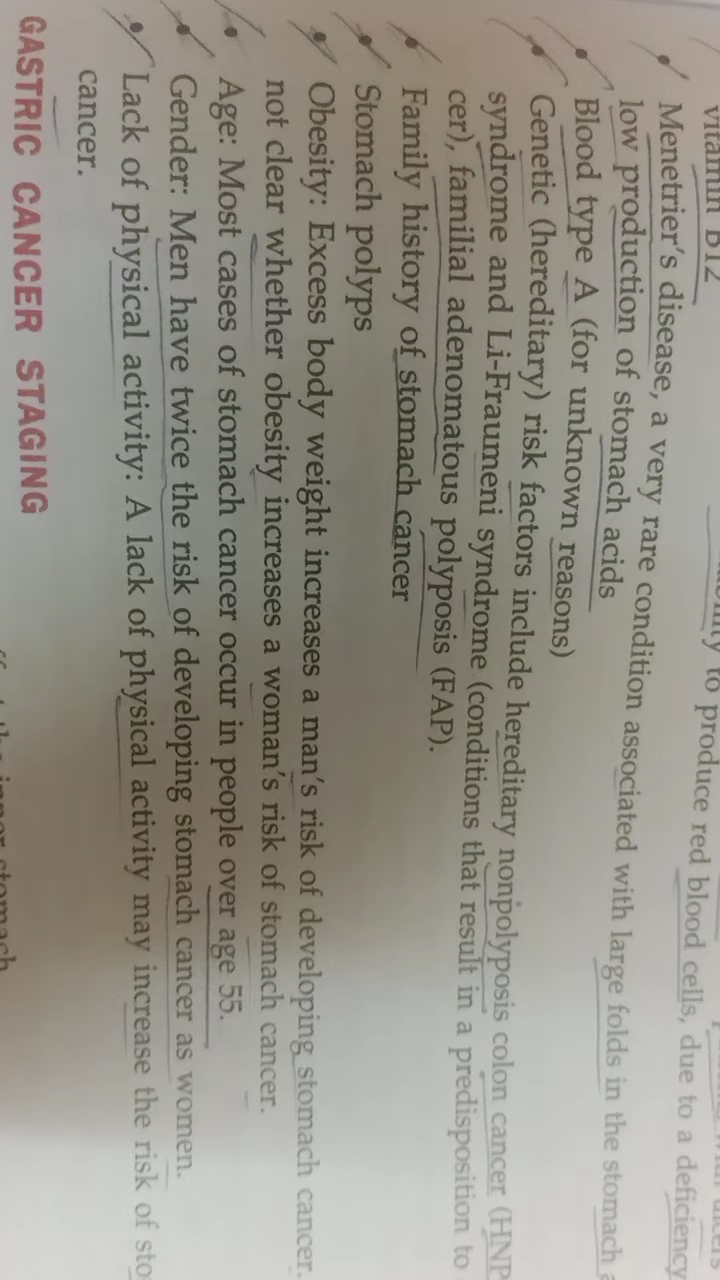 to produce red blood cells, due to a deficiency
vitamin B12
Menetrier's disease, a very rare condition associated with large folds in the stomach
low production of stomach acids
Blood type A (for unknown reasons)
Genetic (hereditary) risk factors include hereditary nonpolyposis colon cancer (HNP
syndrome and Li-Fraumeni syndrome (conditions that result in a predisposition to
cer), familial adenomatous polyposis (FAP).
Family history of stomach cancer
Stomach polyps
Obesity: Excess body weight increases a man's risk of developing stomach cancer.
not clear whether obesity increases a woman's risk of stomach cancer.
Age: Most cases of stomach cancer occur in people over age 55.
Gender: Men have twice the risk of developing stomach cancer as women.
Lack of physical activity: A lack of physical activity may increase the risk of sto
cancer.
GASTRIC CANCER STAGING
inner stomach